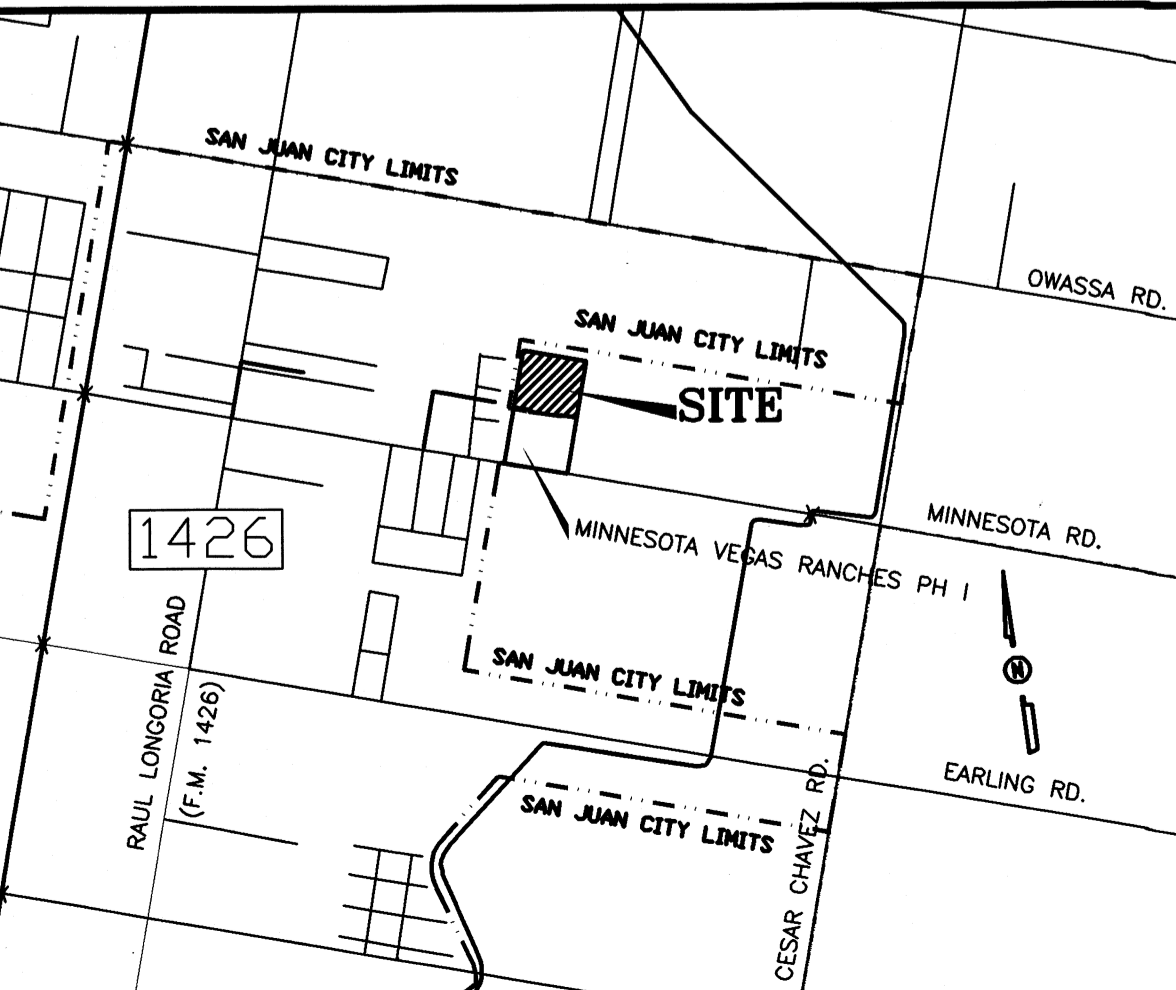 SAN JUAN CITY LIMITS
OWASSA RD.
SAN JUAN CITY LIMITS
SITE
1426
MINNESOTA RD.
MINNESOTA VEGAS RANCHES PH I
RAUL LONGORIA ROAD
(F.M. 1426)
SAN JUAN CITY LIMITS
N
EARLING RD.
SAN JUAN CITY LIMITS
CESAR CHAVEZ RD.